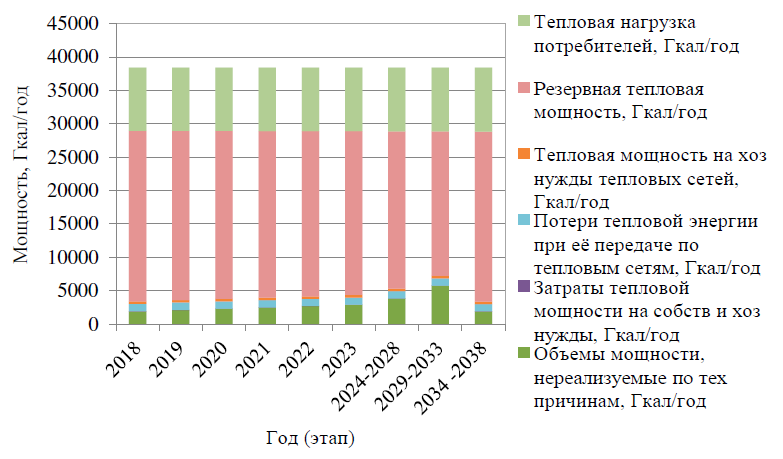 Мощность, Гкал/год
45000
40000
35000
30000
25000
20000
15000
10000
5000
0
2018
2019
2020
2021
2022
2023
2024-2028
2029-2033
2034 -2038
Год (этап)
Тепловая нагрузка
потребителей, Гкал/год
Резервная тепловая
мощность, Гкал/год
Тепловая мощность на хоз
нужды тепловых сетей,
Гкал/год
Потери тепловой энергии
при её передаче по
тепловым сетям, Гкал/год
Затраты тепловой
мощности на собств и хоз
нужды, Гкал/год
Объемы мощности,
нереализуемые по тех
причинам, Гкал/год